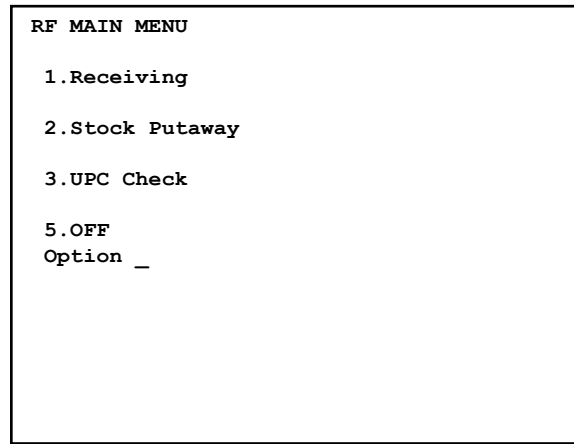 RF MAIN MENU
1.Receiving
2.Stock Putaway
3.UPC Check
5.OFF
Option _